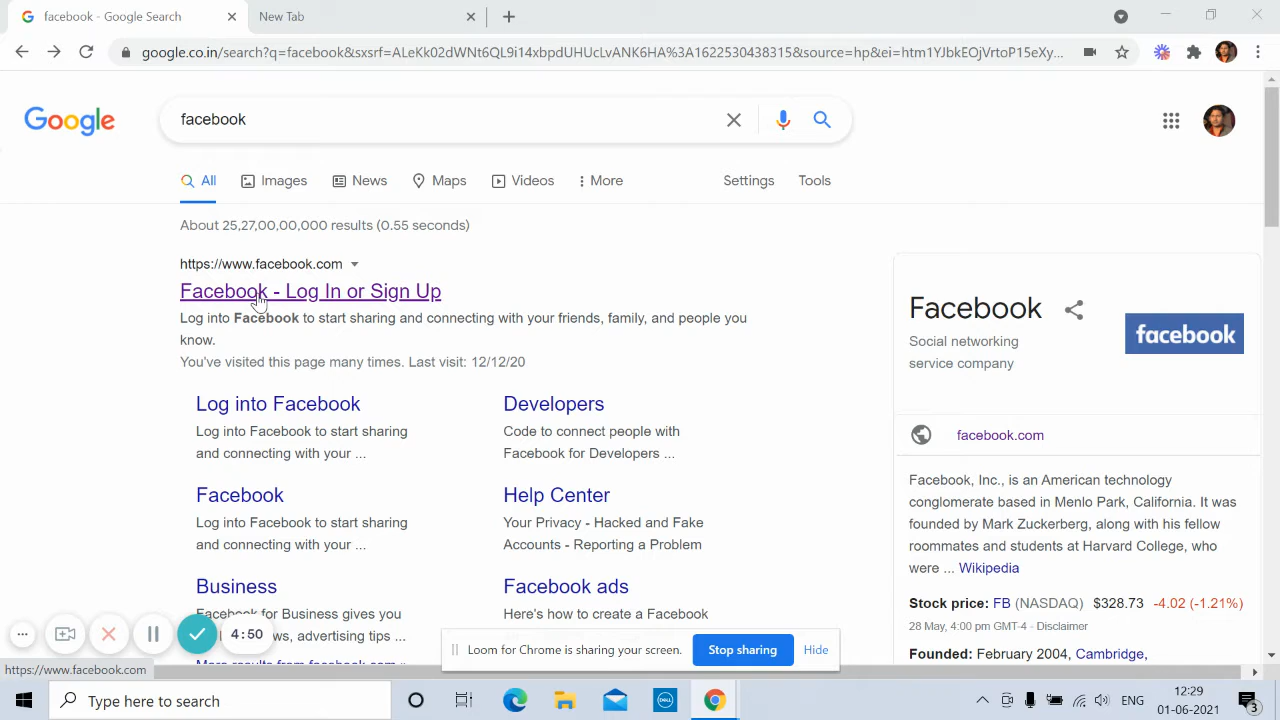 facebook - Google Search
New Tab
google.co.in/search?q=facebook&sxsrf=ALeKk02dWNt6QL9i14xbpdUHUcLvANK6HA%3A1622530438315&source=hp&ei=htm1YJbkEOjVrtoP15eXy...
Google
facebook
All
Images
News
Maps
Videos
More
Settings
Tools
About 25,27,00,00,000 results (0.55 seconds)
https://www.facebook.com
Facebook - Log In or Sign Up
Log into Facebook to start sharing and connecting with your friends, family, and people you
know.
You've visited this page many times. Last visit: 12/12/20
Log into Facebook
Log into Facebook to start sharing
and connecting with your ...
Developers
Code to connect people with
Facebook for Developers ...
Facebook
Log into Facebook to start sharing
and connecting with your ...
Help Center
Your Privacy - Hacked and Fake
Accounts - Reporting a Problem
Business
Facebook for Business gives you
ws, advertising tips ...
Facebook ads
Here's how to create a Facebook
More results from facebook.com »
Facebook
Social networking
service company
facebook
facebook.com
Facebook, Inc., is an American technology
conglomerate based in Menlo Park, California. It was
founded by Mark Zuckerberg, along with his fellow
roommates and students at Harvard College, who
were ... Wikipedia
Stock price: FB (NASDAQ) $328.73 -4.02 (-1.21%)
28 May, 4:00 pm GMT-4 - Disclaimer
Founded: February 2004, Cambridge,
4:50
Loom for Chrome is sharing your screen.
Stop sharing
Hide
https://www.facebook.com
Type here to search
DELL
ENG
12:29
01-06-2021
3